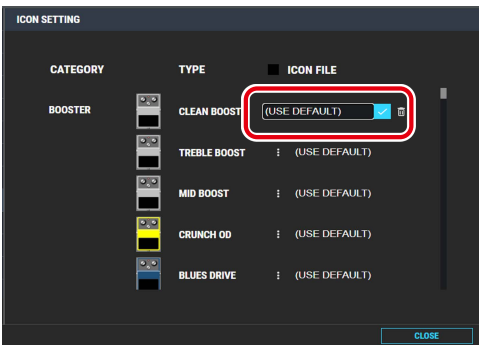 ICON SETTING
CATEGORY TYPE ICON FILE
BOOSTER CLEAN BOOST (USE DEFAULT)
TREBLE BOOST (USE DEFAULT)
MID BOOST (USE DEFAULT)
CRUNCH OD (USE DEFAULT)
BLUES DRIVE (USE DEFAULT)
CLOSE